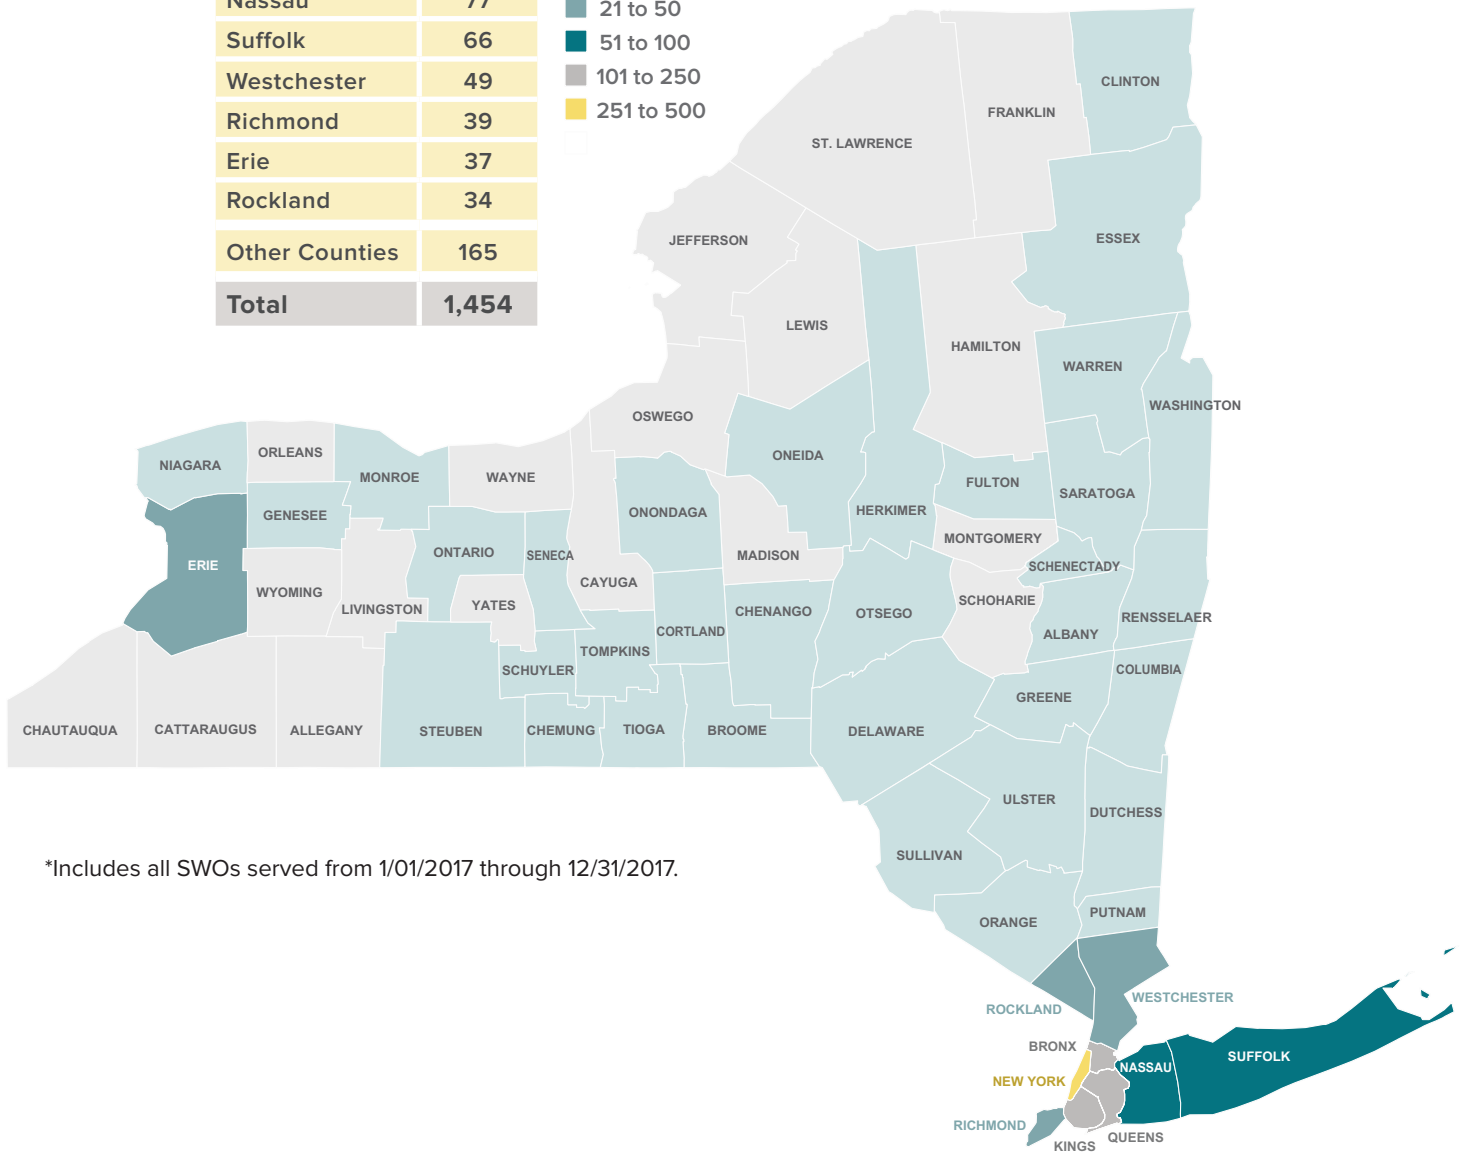 Nassau 77
Suffolk 66
Westchester 49
Richmond 39
Erie 37
Rockland 34
Other Counties 165
Total 1,454
21 to 50
51 to 100
101 to 250
251 to 500
CLINTON
FRANKLIN
ST. LAWRENCE
ESSEX
JEFFERSON
LEWIS
HAMILTON
WARREN
WASHINGTON
OSWEGO
ONEIDA
ORLEANS
NIAGARA
MONROE
WAYNE
FULTON
SARATOGA
HERKIMER
ONONDAGA
GENESEE
MONTGOMERY
ONTARIO
SENECA
MADISON
ERIE
SCHENECTADY
CAYUGA
WYOMING
LIVINGSTON
YATES
CHENANGO
OTSEGO
SCHOHARIE
RENSSELAER
CORTLAND
ALBANY
TOMPKINS
SCHUYLER
COLUMBIA
GREENE
CHAUTAUQUA
CATTARAUGUS
ALLEGANY
STEUBEN
CHEMUNG
TIOGA
BROOME
DELAWARE
ULSTER
DUTCHESS
SULLIVAN
*Includes all SWOs served from 1/01/2017 through 12/31/2017.
PUTNAM
ORANGE
WESTCHESTER
ROCKLAND
BRONX
SUFFOLK
NASSAU
NEW YORK
RICHMOND
QUEENS
KINGS